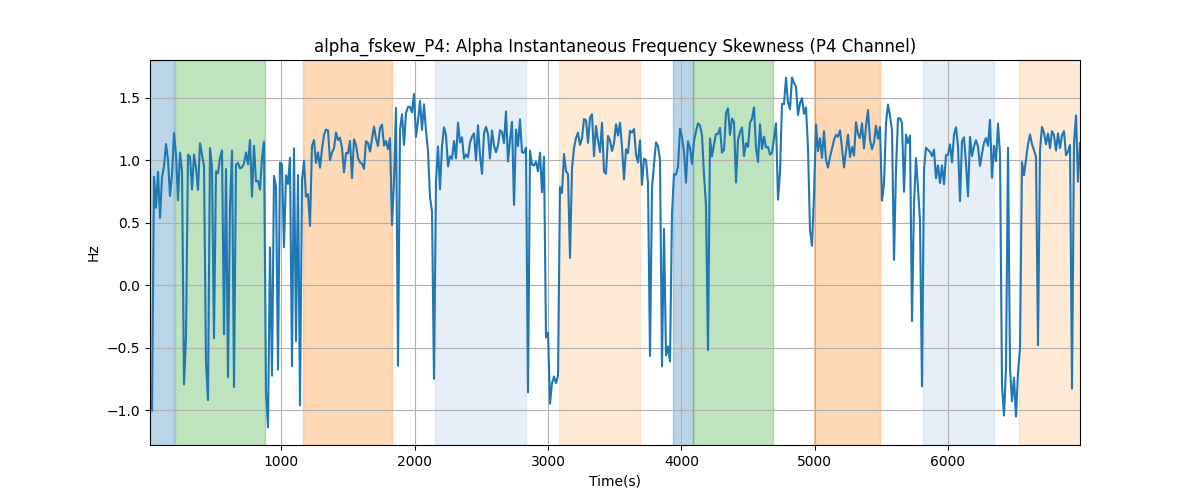 alpha_fskew_P4: Alpha Instantaneous Frequency Skewness (P4 Channel)
Hz
1.5
1.0
0.5
0.0
−0.5
−1.0
1000 2000 3000 4000 5000 6000
Time(s)